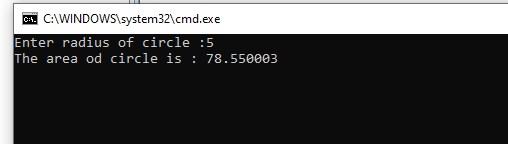 C:\WINDOWS\system32\cmd.exe
Enter radius of circle :5
The area od circle is : 78.550003